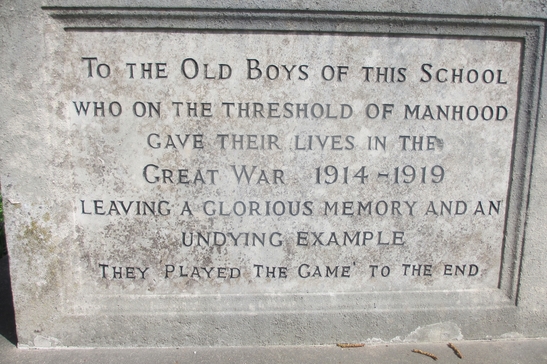 To the Old Boys of this School
who on the threshold of manhood
gave their lives in the
Great War 1914-1919
leaving a glorious memory and an
undying example
They Played The Game to the end